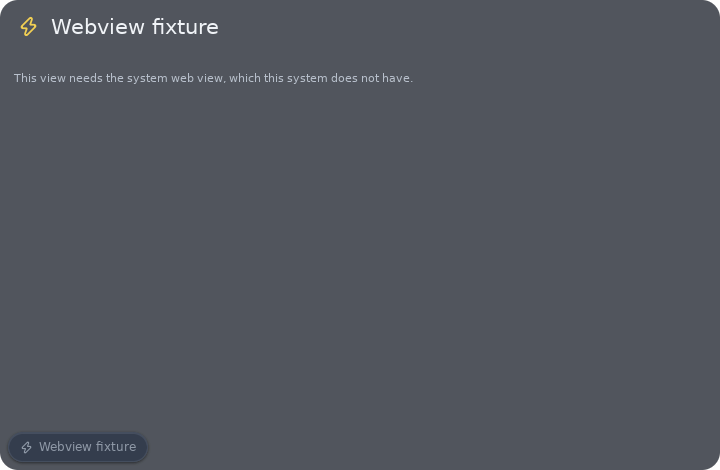 Webview fixture
This view needs the system web view, which this system does not have.
Webview fixture